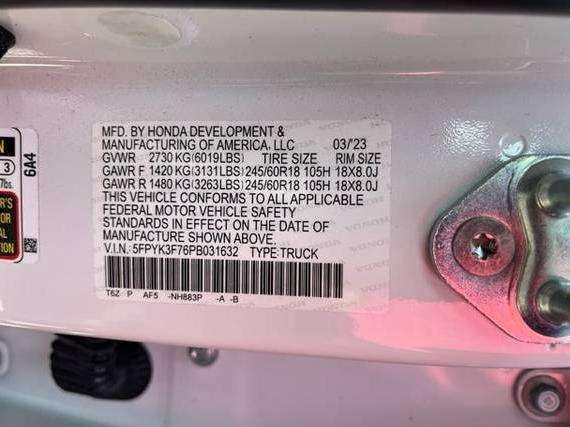 MFD. BY HONDA DEVELOPMENT &
MANUFACTURING OF AMERICA, LLC 03/'23
GVWR 2730 KG(6019LBS) TIRE SIZE RIM SIZE
GAWR F 1420 KG(3131LBS) 245/60R18 105H 18X8.0J
GAWR R 1480 KG(3263LBS) 245/60R18 105H 18X8.0J
THIS VEHICLE CONFORMS TO ALL APPLICABLE
FEDERAL MOTOR VEHICLE SAFETY
STANDARDS IN EFFECT ON THE DATE OF
MANUFACTURE SHOWN ABOVE.
V.I.N.: 5FPYK3F76PB031632 TYPE:TRUCK
T6Z P AF5 -NH883P -A -B
6A4
3